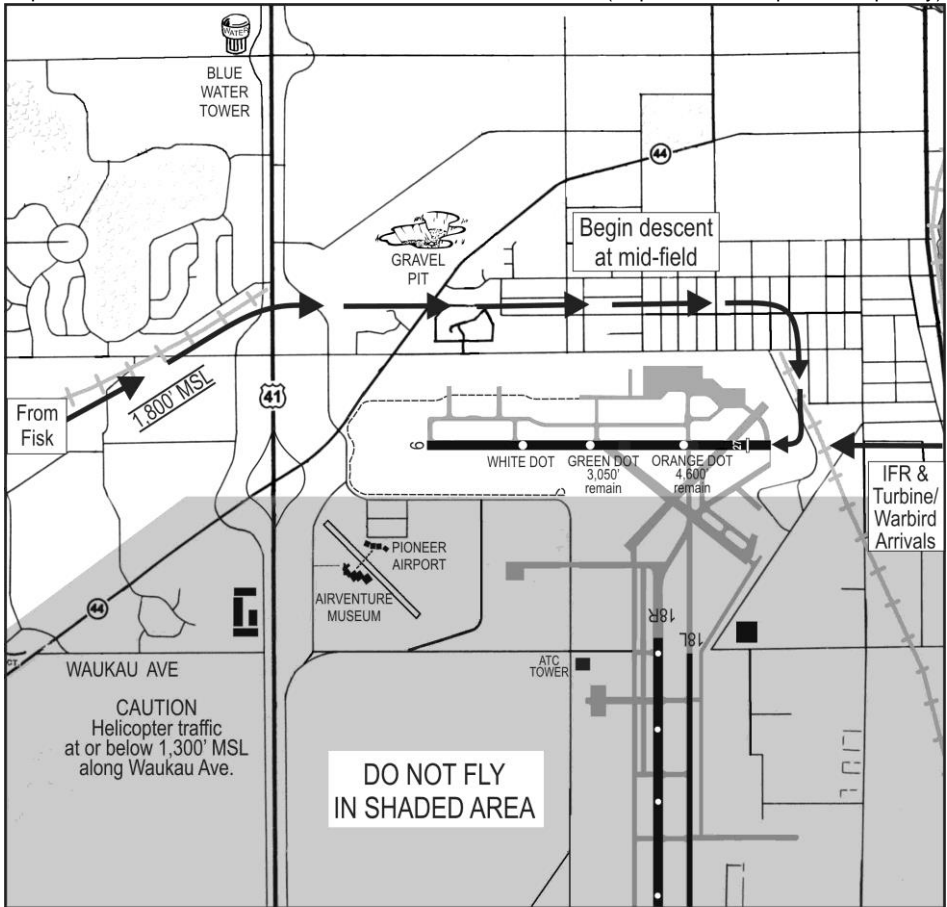 WATER
BLUE
WATER
TOWER
44
GRAVEL
PIT
Begin descent
at mid-field
1,800' MSL
From
Fisk
41
9
27
WHITE DOT
GREEN DOT
3,050'
remain
ORANGE DOT
4,600'
remain
IFR &
Turbine/
Warbird
Arrivals
PIONEER
AIRPORT
AIRVENTURE
MUSEUM
44
18R
18L
WAUKAU AVE
ATC
TOWER
CAUTION
Helicopter traffic
at or below 1,300' MSL
along Waukau Ave.
DO NOT FLY
IN SHADED AREA